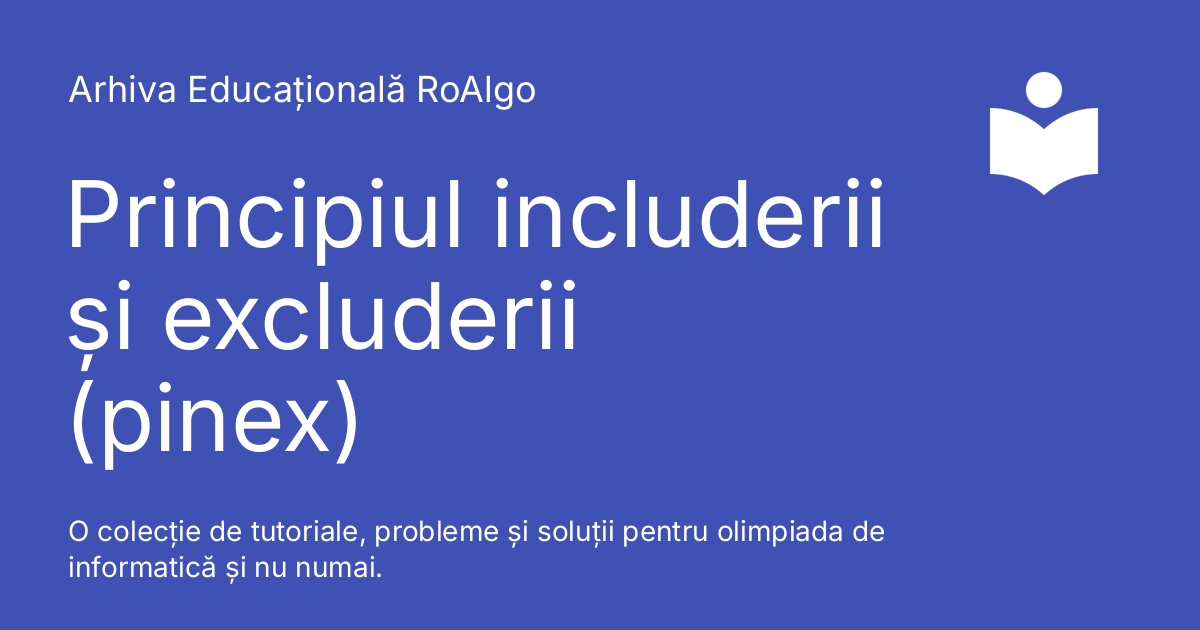 Arhiva Educațională RoAlgo
Principiul includerii
și excluderii
(pinex)
O colecție de tutoriale, probleme și soluții pentru olimpiada de
informatică și nu numai.